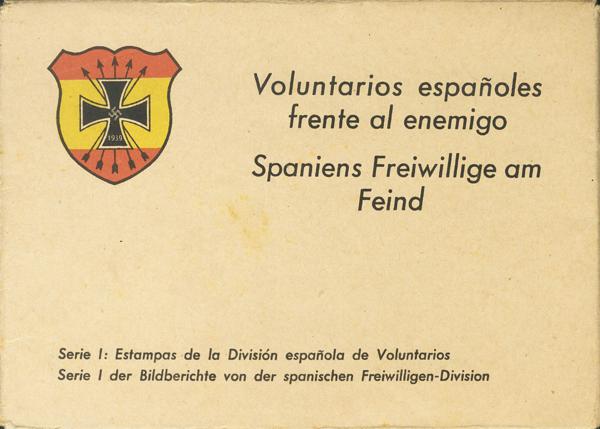 1939
Voluntarios españoles
frente al enemigo
Spaniens Freiwillige am
Feind
Serie I: Estampas de la División española de Voluntarios
Serie I der Bildberichte von der spanischen Freiwilligen-Division